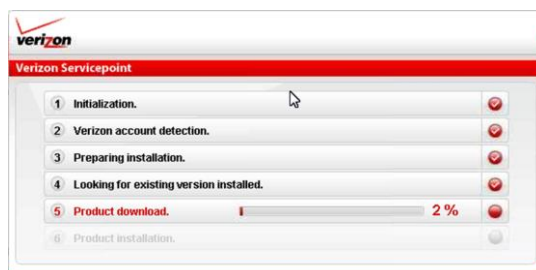 verizon
Verizon Servicepoint
1 Initialization.
2 Verizon account detection.
3 Preparing installation.
4 Looking for existing version installed.
5 Product download. 2 %
6 Product installation.